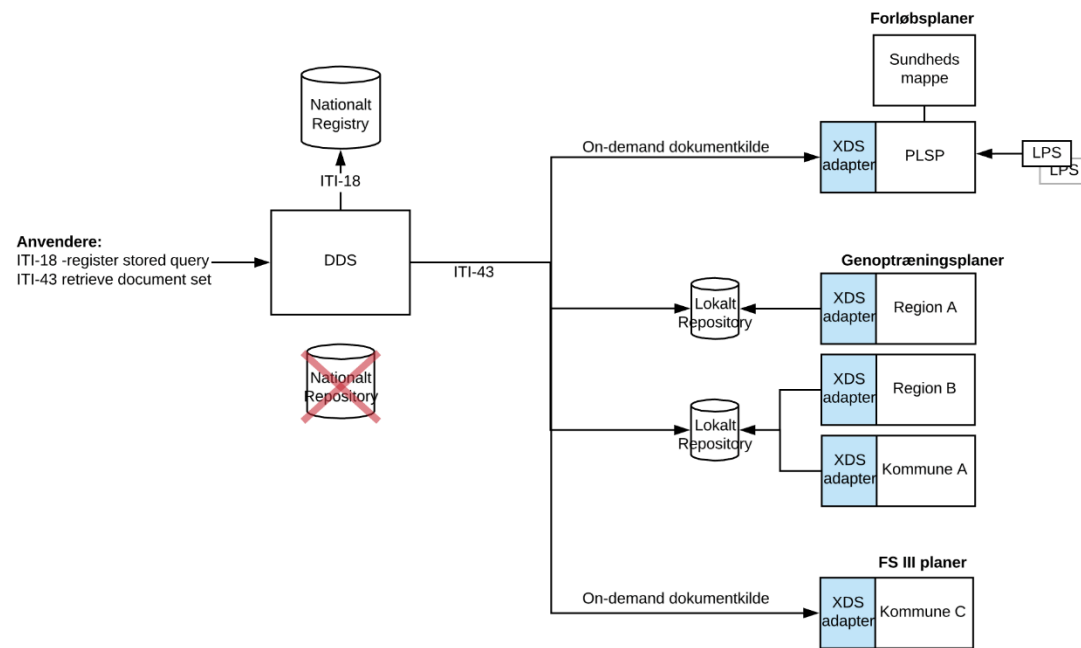 Forløbsplaner
Sundheds
mappe
Nationalt
Registry
On-demand dokumentkilde
XDS
adapter
PLSP
LPS
LPS
ITI-18
Anvendere:
ITI-18 -register stored query
ITI-43 retrieve document set
DDS
ITI-43
Genoptræningsplaner
Lokalt
Repository
XDS
adapter
Region A
Nationalt
Repository
XDS
adapter
Region B
Lokalt
Repository
XDS
adapter
Kommune A
FS III planer
On-demand dokumentkilde
XDS
adapter
Kommune C